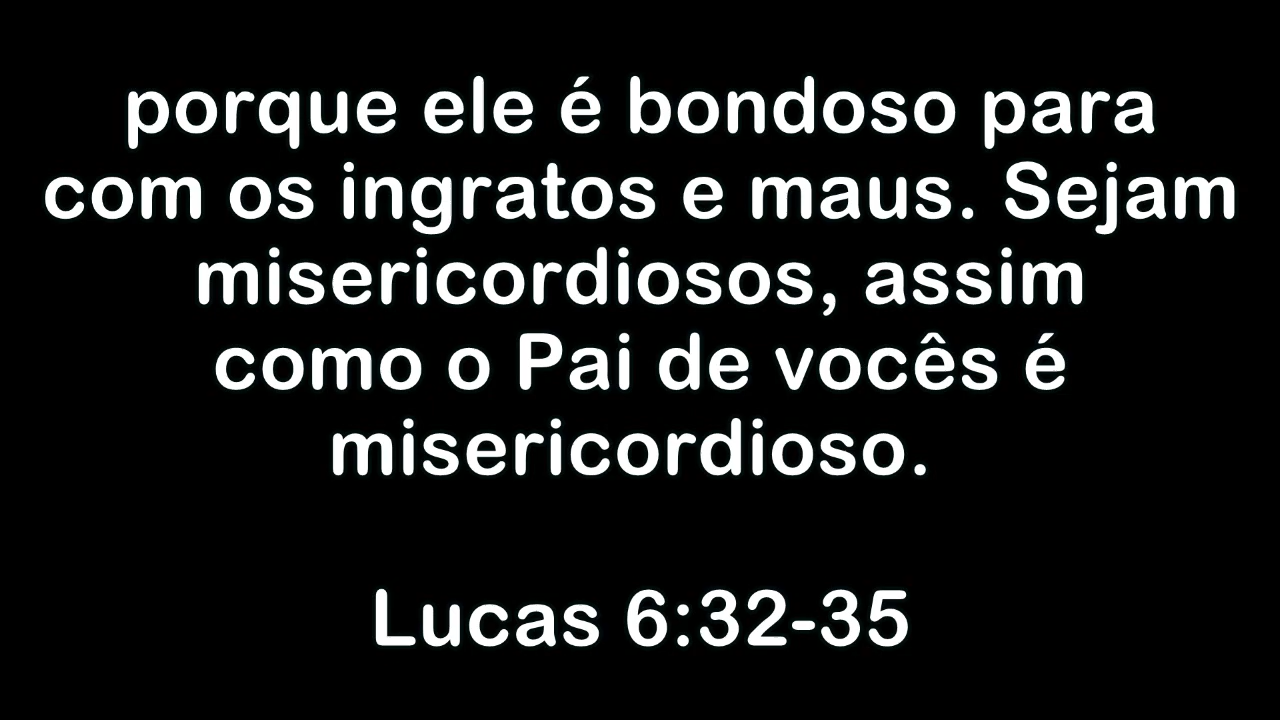 porque ele é bondoso para
com os ingratos e maus. Sejam
misericordiosos, assim
como o Pai de vocês é
misericordioso.
Lucas 6:32-35